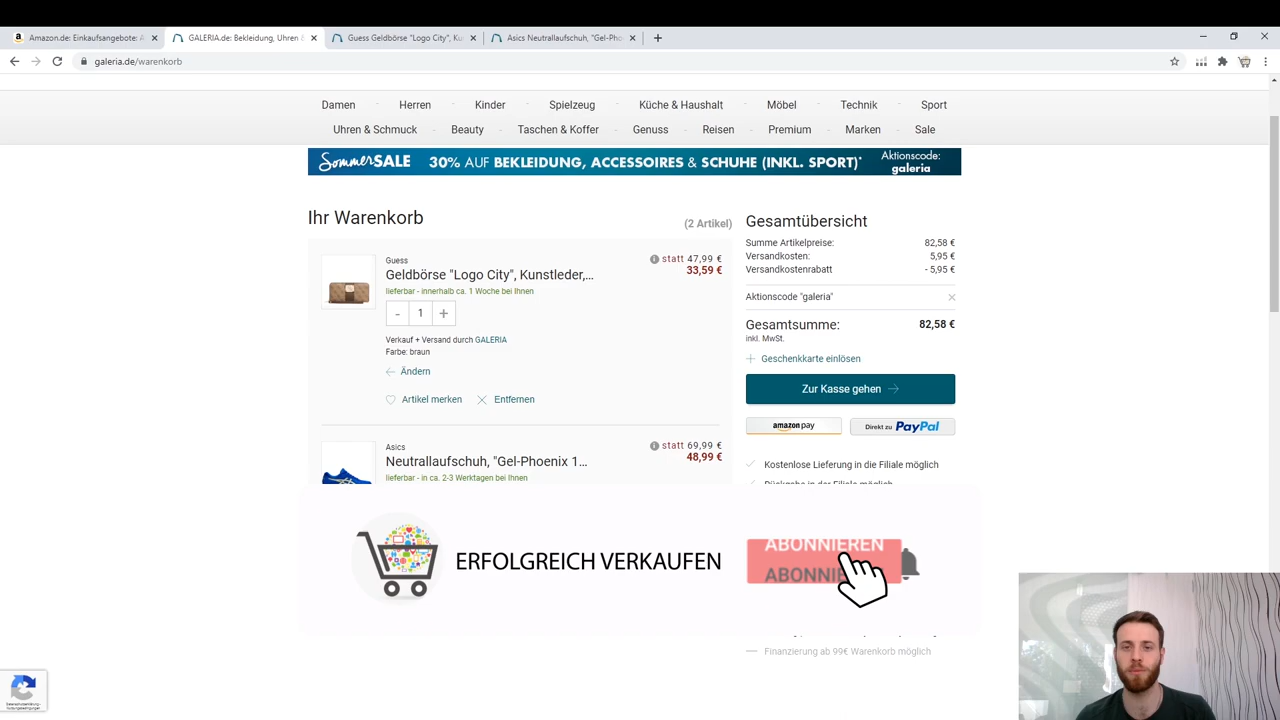 Amazon.de: Einkaufsangebote: A
GALERIA.de: Bekleidung, Uhren &
Guess Geldbörse "Logo City", Ku
Asics Neutrallaufschuh, "Gel-Pho
galeria.de/warenkorb
Damen
Herren
Kinder
Spielzeug
Küche & Haushalt
Möbel
Technik
Sport
Uhren & Schmuck
Beauty
Taschen & Koffer
Genuss
Reisen
Premium
Marken
Sale
SommerSALE
30% AUF BEKLEIDUNG, ACCESSOIRES & SCHUHE (INKL. SPORT)*
Aktionscode:
galeria
Ihr Warenkorb
(2 Artikel)
Guess
Geldbörse "Logo City", Kunstleder,...
lieferbar - innerhalb ca. 1 Woche bei Ihnen
statt 47,99 €
33,59 €
- 1 +
Verkauf + Versand durch GALERIA
Farbe: braun
Ändern
Artikel merken
Entfernen
Asics
Neutrallaufschuh, "Gel-Phoenix 1...
lieferbar - in ca. 2-3 Werktagen bei Ihnen
statt 69,99 €
48,99 €
Gesamtübersicht
Summe Artikelpreise: 82,58 €
Versandkosten: 5,95 €
Versandkostenrabatt - 5,95 €
Aktionscode "galeria"
Gesamtsumme: 82,58 €
inkl. MwSt.
Geschenkkarte einlösen
Zur Kasse gehen
amazon pay
Direkt zu PayPal
Kostenlose Lieferung in die Filiale möglich
Rückgabe in der Filiale möglich
ERFOLGREICH VERKAUFEN
ABONNIEREN
ABONNIE
Finanzierung ab 99€ Warenkorb möglich